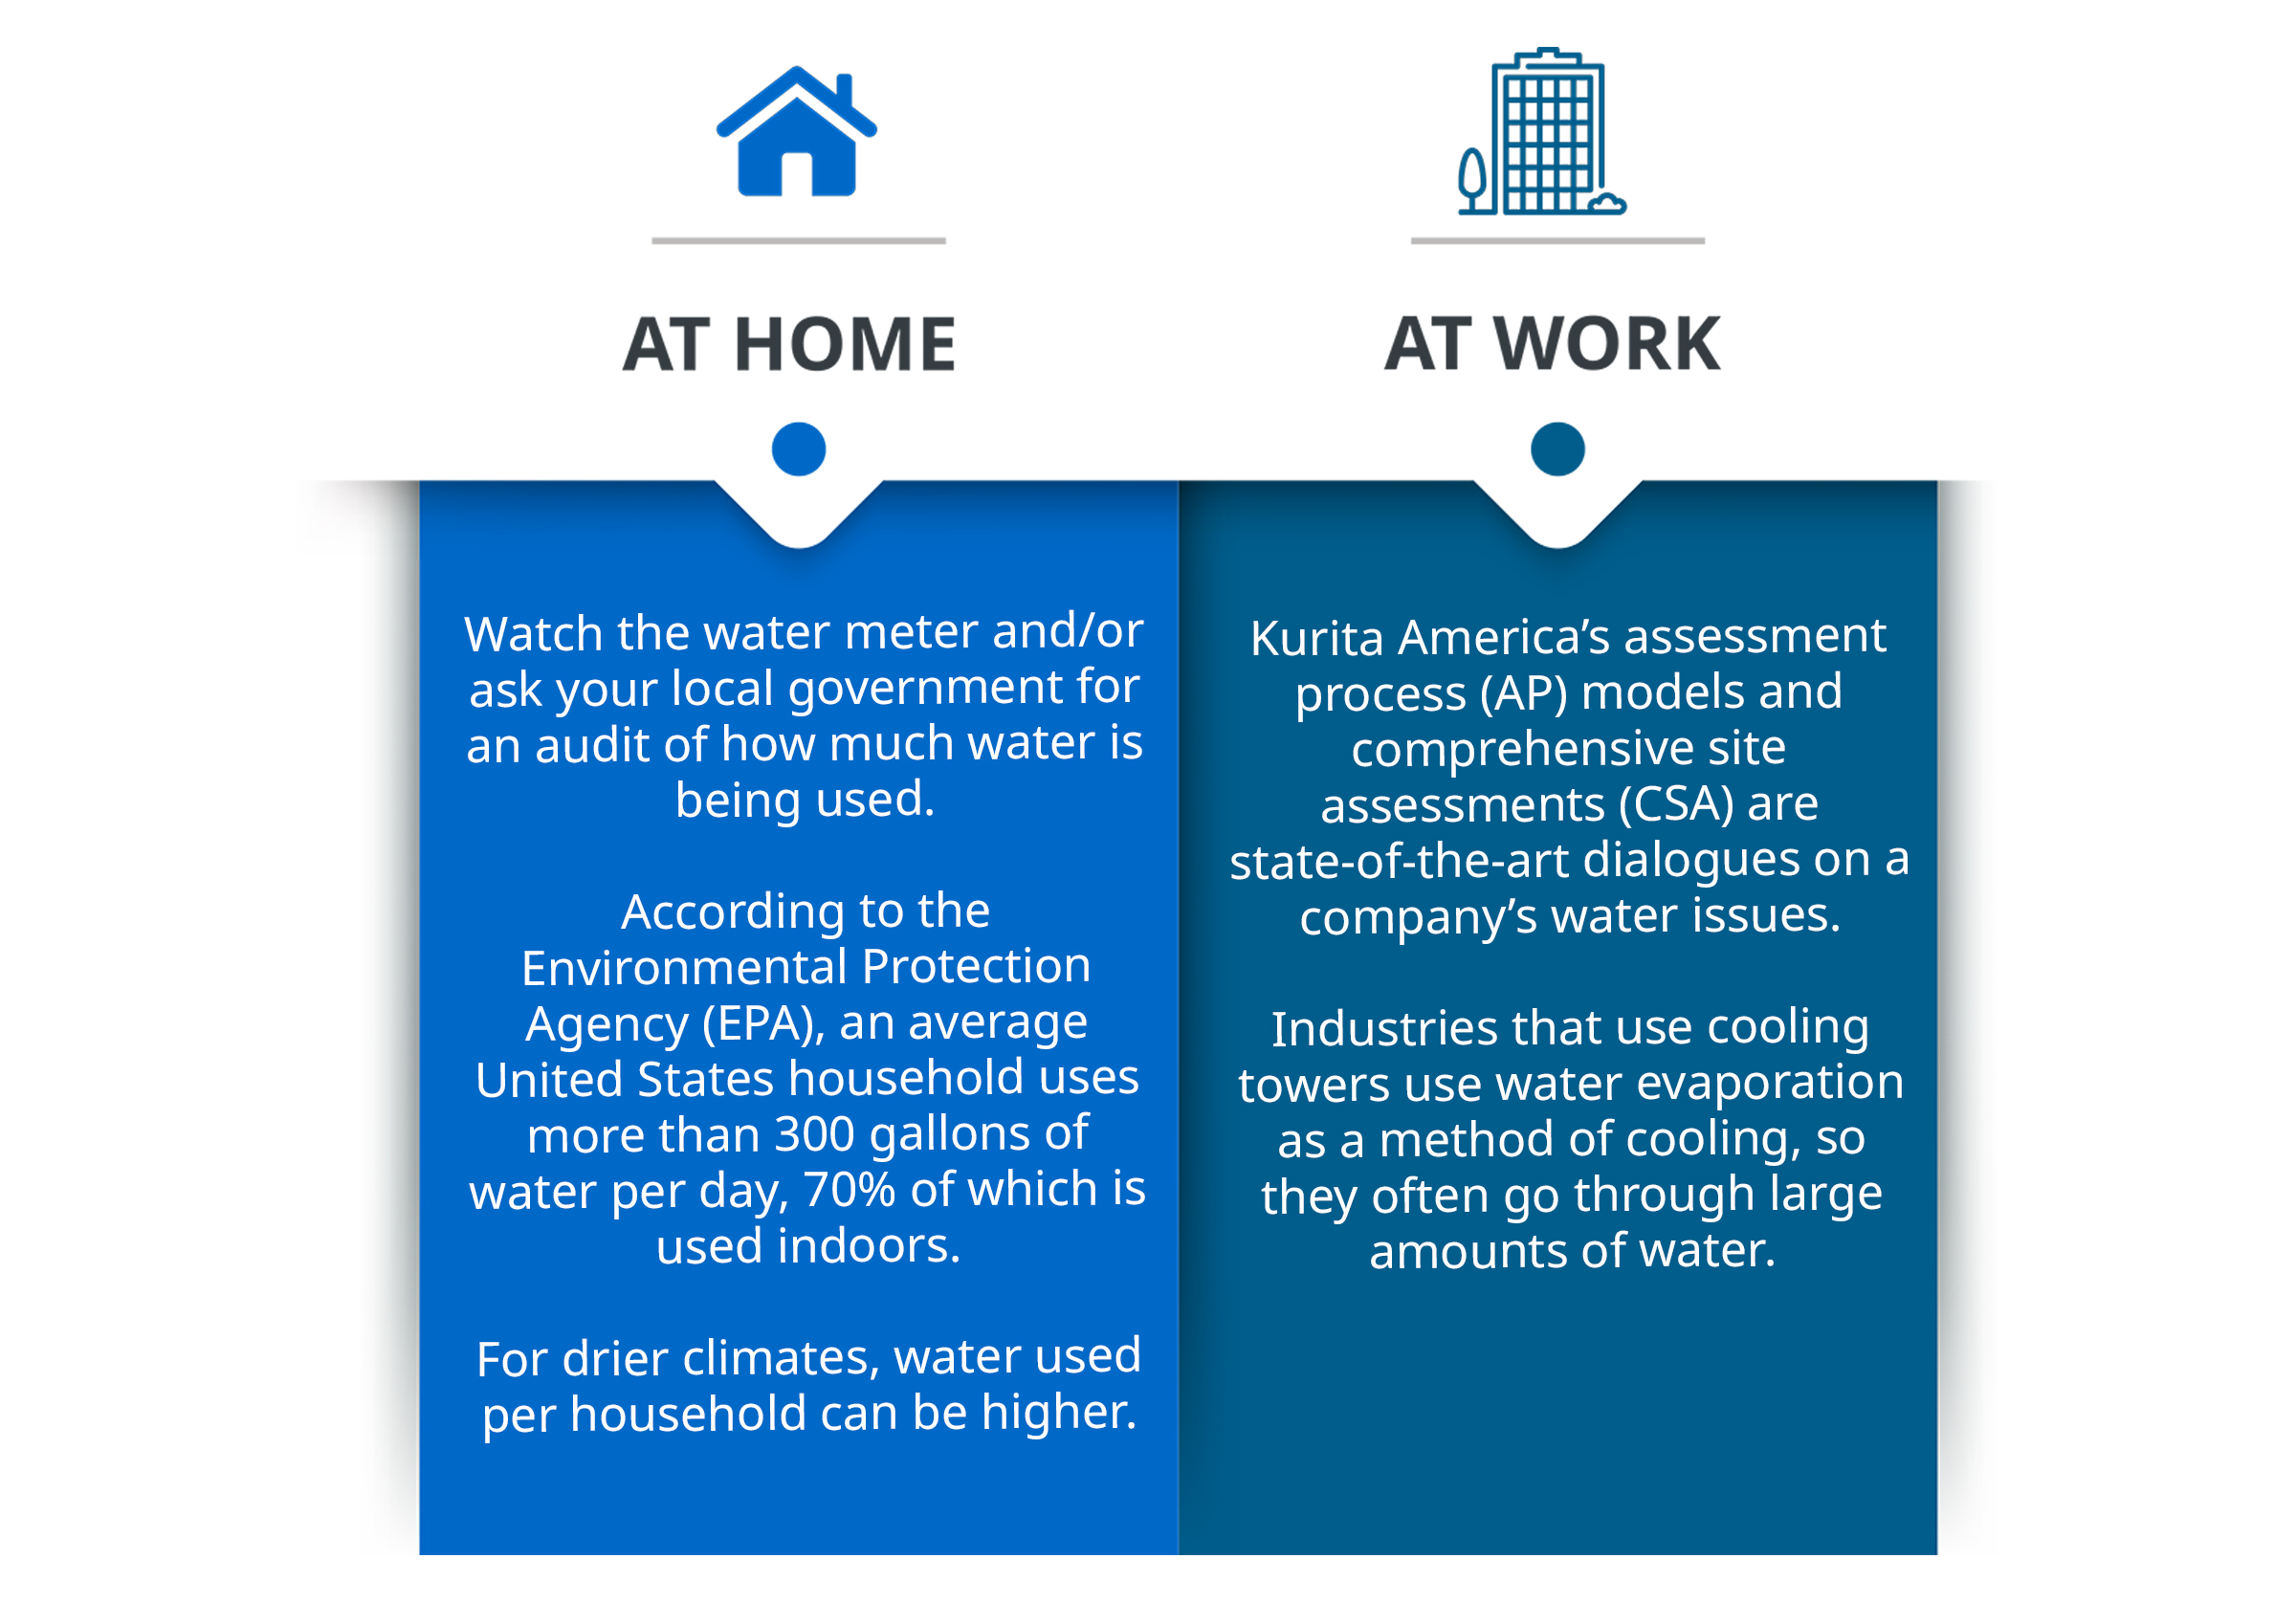 AT HOME
Watch the water meter and/or
ask your local government for
an audit of how much water is
being used.
According to the
Environmental Protection
Agency (EPA), an average
United States household uses
more than 300 gallons of
water per day, 70% of which is
used indoors.
For drier climates, water used
per household can be higher.
AT WORK
Kurita America’s assessment
process (AP) models and
comprehensive site
assessments (CSA) are
state-of-the-art dialogues on a
company’s water issues.
Industries that use cooling
towers use water evaporation
as a method of cooling, so
they often go through large
amounts of water.